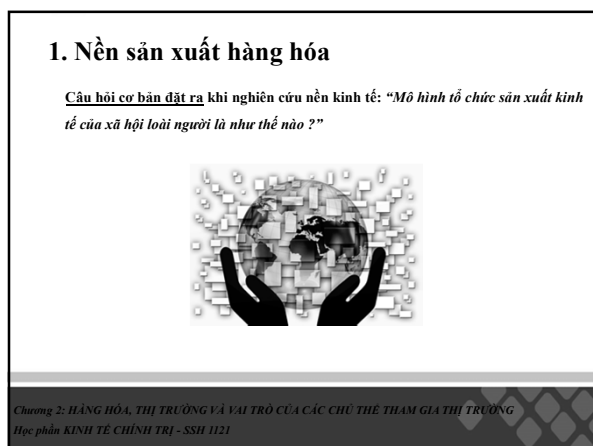 1. Nền sản xuất hàng hóa
Câu hỏi cơ bản đặt ra khi nghiên cứu nền kinh tế: “Mô hình tổ chức sản xuất kinh
tế của xã hội loài người là như thế nào ?”
Chương 2: HÀNG HÓA, THỊ TRƯỜNG VÀ VAI TRÒ CỦA CÁC CHỦ THỂ THAM GIA THỊ TRƯỜNG
Học phần KINH TẾ CHÍNH TRỊ - SSH 1121